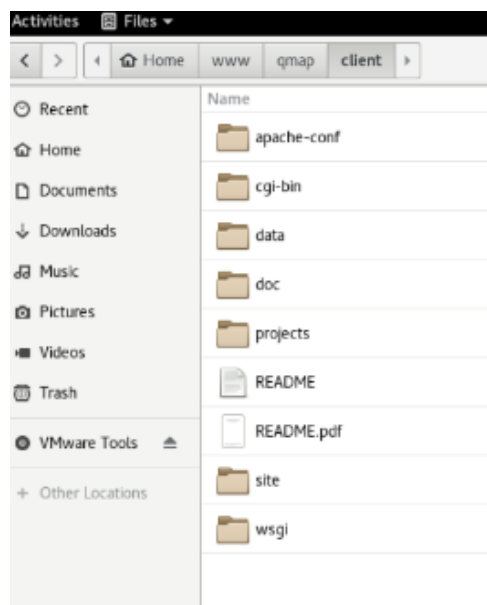 Activities Files
Home www qmap client
Recent
Home
Documents
Downloads
Music
Pictures
Videos
Trash
VMware Tools
+ Other Locations
Name
apache-conf
cgi-bin
data
doc
projects
README
README.pdf
site
wsgi